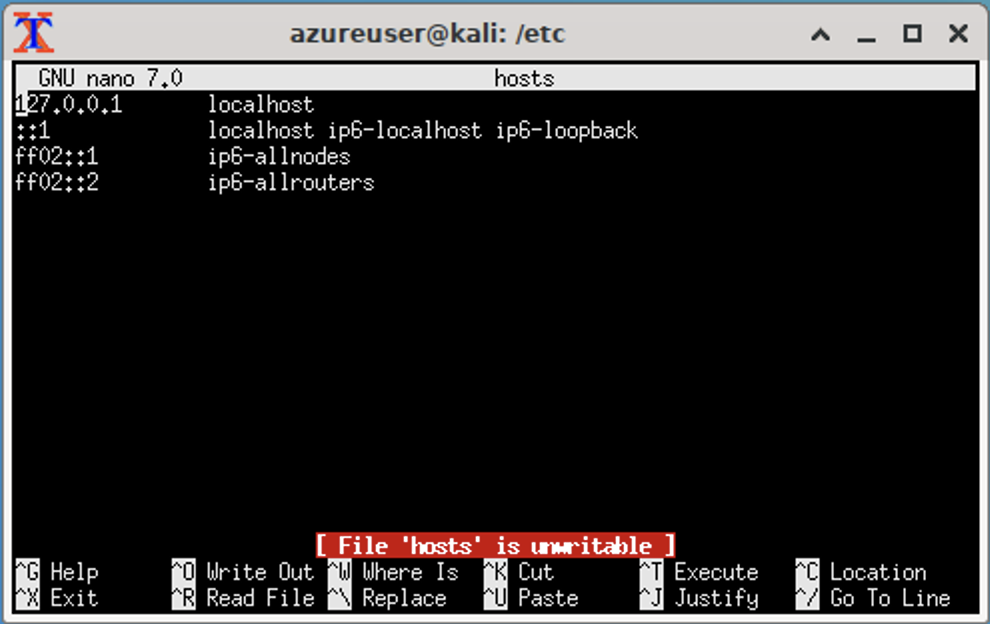 azureuser@kali: /etc
GNU nano 7.0 hosts
127.0.0.1 localhost
::1 localhost ip6-localhost ip6-loopback
ff02::1 ip6-allnodes
ff02::2 ip6-allrouters
[ File 'hosts' is unwritable ]
^G Help ^O Write Out ^W Where Is ^K Cut ^T Execute ^C Location
^X Exit ^R Read File ^\ Replace ^U Paste ^J Justify ^/ Go To Line